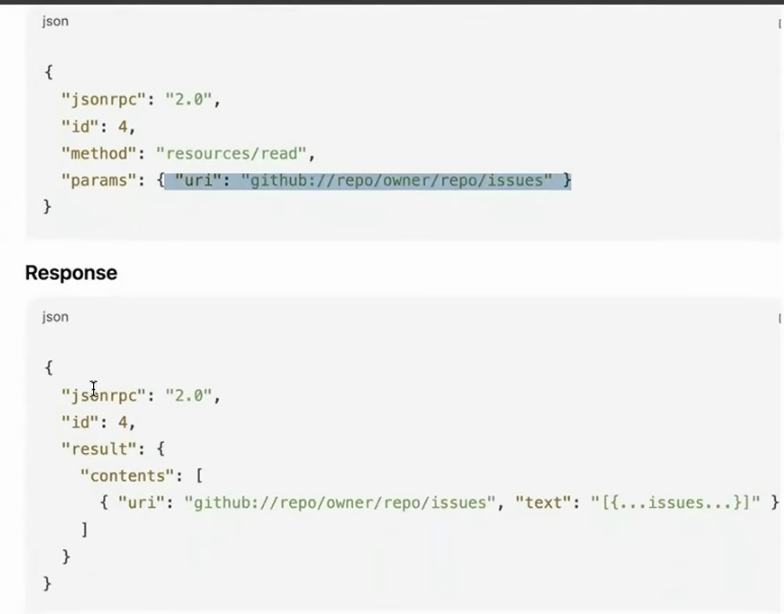 json
{
"jsonrpc": "2.0",
"id": 4,
"method": "resources/read",
"params": { "uri": "github://repo/owner/repo/issues" }
}
Response
json
{
"jsonrpc": "2.0",
"id": 4,
"result": {
"contents": [
{ "uri": "github://repo/owner/repo/issues", "text": "[{...issues...}]" }
]
}
}